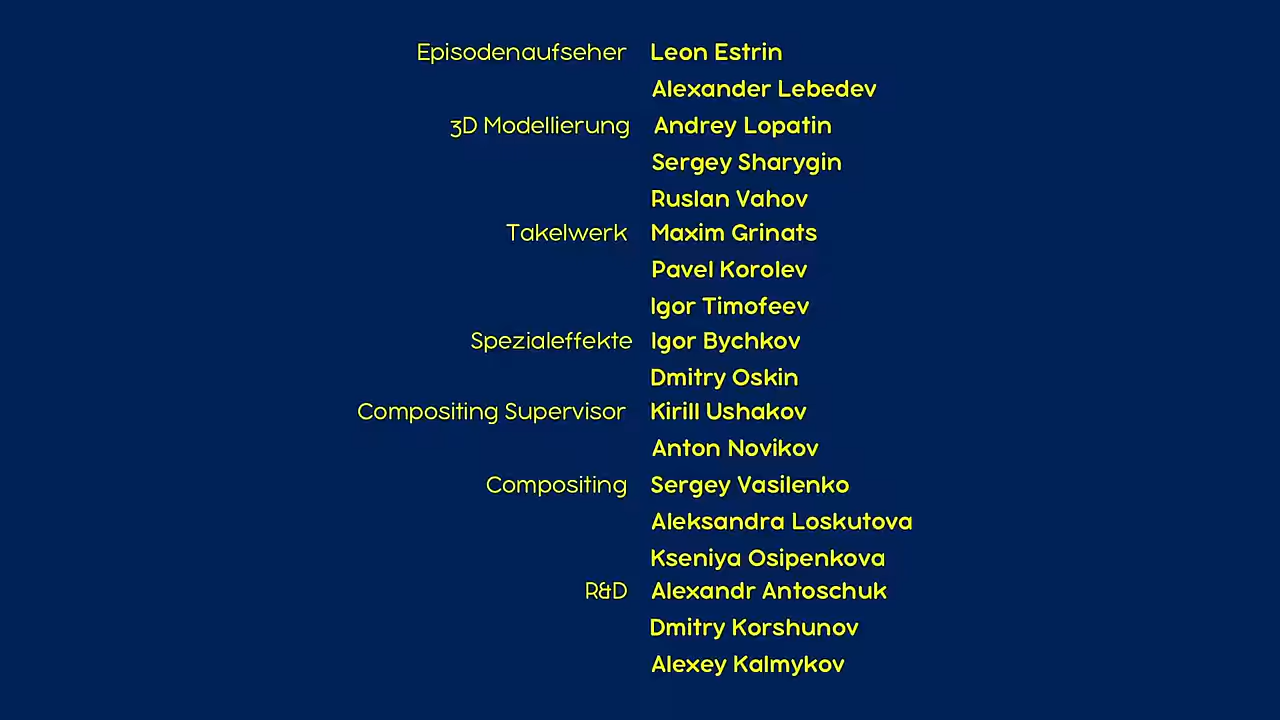 Episodenaufseher Leon Estrin
Alexander Lebedev
3D Modellierung Andrey Lopatin
Sergey Sharygin
Ruslan Vahov
Takelwerk Maxim Grinats
Pavel Korolev
Igor Timofeev
Spezialeffekte Igor Bychkov
Dmitry Oskin
Compositing Supervisor Kirill Ushakov
Anton Novikov
Compositing Sergey Vasilenko
Aleksandra Loskutova
Kseniya Osipenkova
R&D Alexandr Antoschuk
Dmitry Korshunov
Alexey Kalmykov